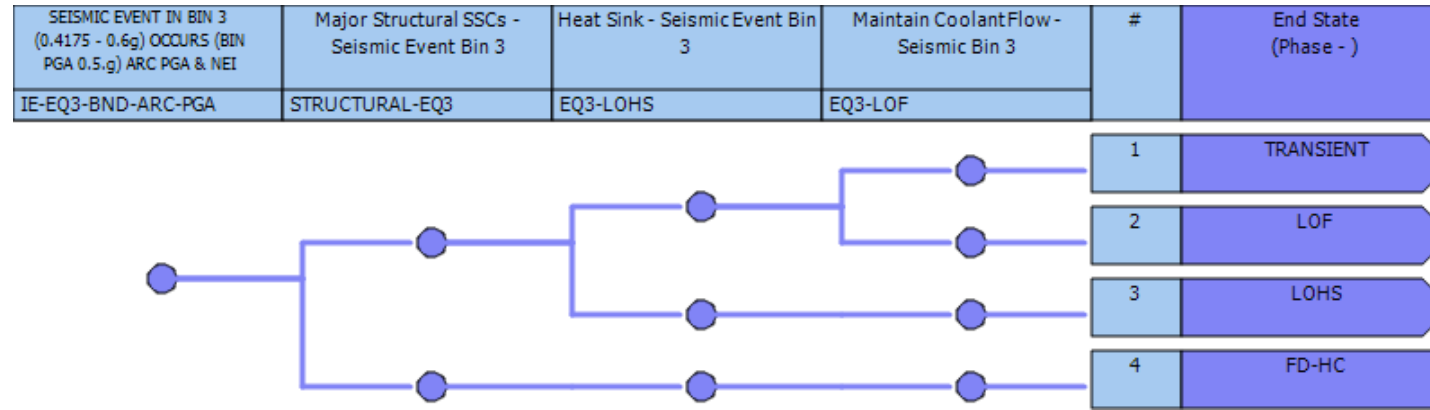 SEISMIC EVENT IN BIN 3
(0.4175 - 0.6g) OCCURS (BIN
PGA 0.5.g) ARC PGA & NEI
Major Structural SSCs -
Seismic Event Bin 3
Heat Sink - Seismic Event Bin
3
Maintain Coolant Flow -
Seismic Bin 3
#
End State
(Phase - )
IE-EQ3-BND-ARC-PGA
STRUCTURAL-EQ3
EQ3-LOHS
EQ3-LOF
1
TRANSIENT
2
LOF
3
LOHS
4
FD-HC